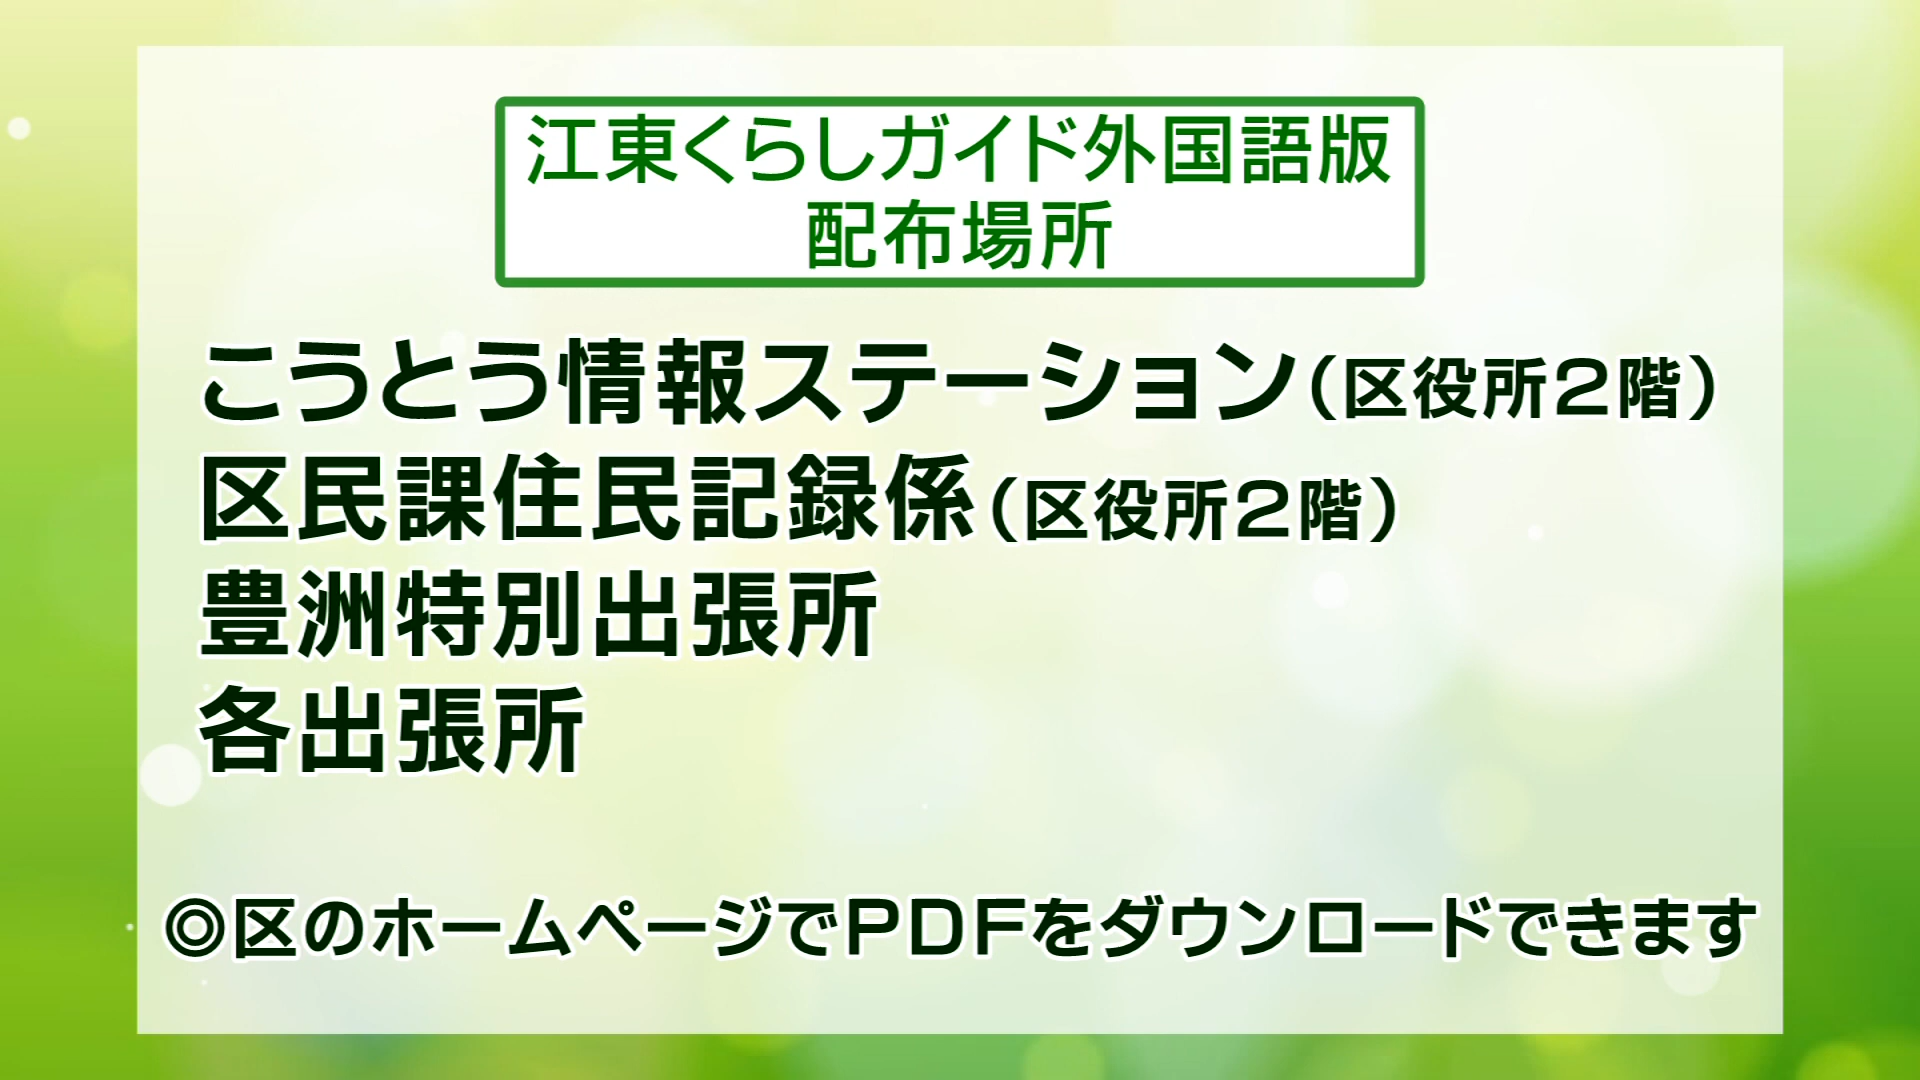 江東くらしガイド外国語版
配布場所
こうとう情報ステーション（区役所２階）
区民課住民記録係（区役所２階）
豊洲特別出張所
各出張所
◎区のホームページでPDFをダウンロードできます